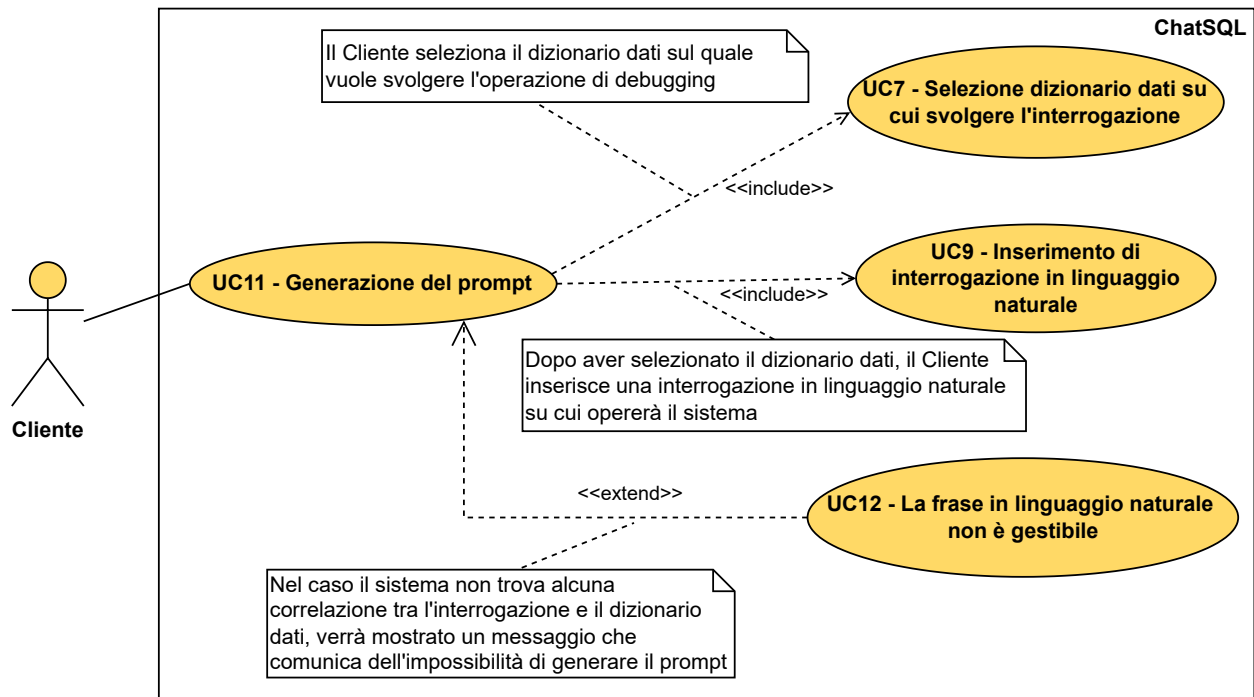 ChatSQL
Il Cliente seleziona il dizionario dati sul quale
vuole svolgere l'operazione di debugging
UC7 - Selezione dizionario dati su
cui svolgere l'interrogazione
<<include>>
UC11 - Generazione del prompt
UC9 - Inserimento di
interrogazione in linguaggio
naturale
<<include>>
Dopo aver selezionato il dizionario dati, il Cliente
inserisce una interrogazione in linguaggio naturale
su cui opererà il sistema
Cliente
<<extend>>
UC12 - La frase in linguaggio naturale
non è gestibile
Nel caso il sistema non trova alcuna
correlazione tra l'interrogazione e il dizionario
dati, verrà mostrato un messaggio che
comunica dell'impossibilità di generare il prompt